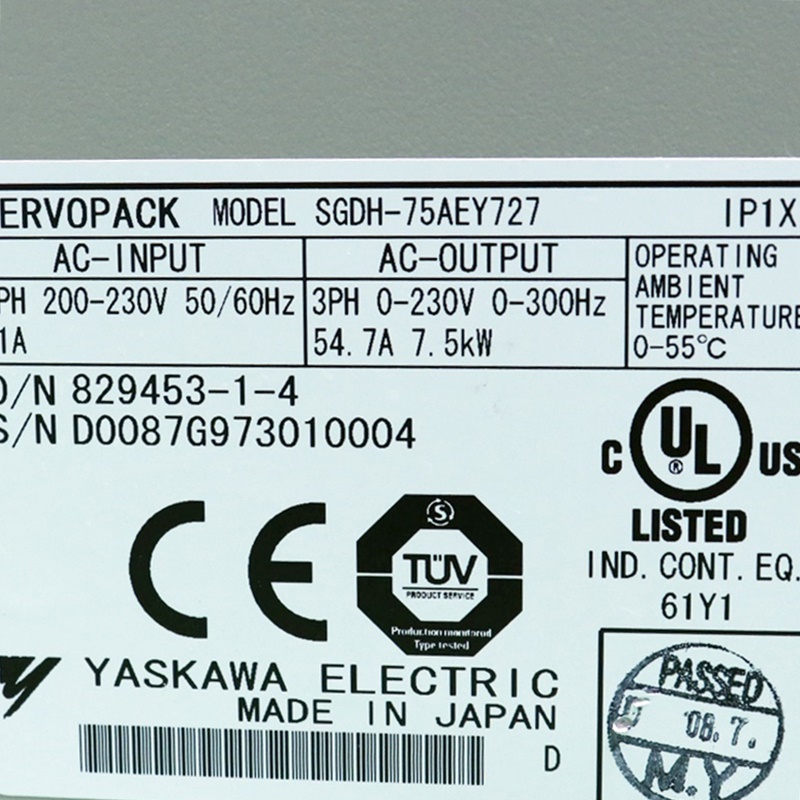 ERVOPACK MODEL SGDH-75AEY727 IP1X
AC-INPUT AC-OUTPUT OPERATING
AMBIENT
TEMPERATURE
0-55℃
PH 200-230V 50/60Hz 3PH 0-230V 0-300Hz
1A 54.7A 7.5kW
O/N 829453-1-4
S/N D0087G973010004
C UL ® US
LISTED
IND. CONT. EQ.
61Y1
CE
S
TÜV
PRODUCT SERVICE
Production monitored
Type tested
YASKAWA ELECTRIC
MADE IN JAPAN
D
PASSED
08.7.
M.Y